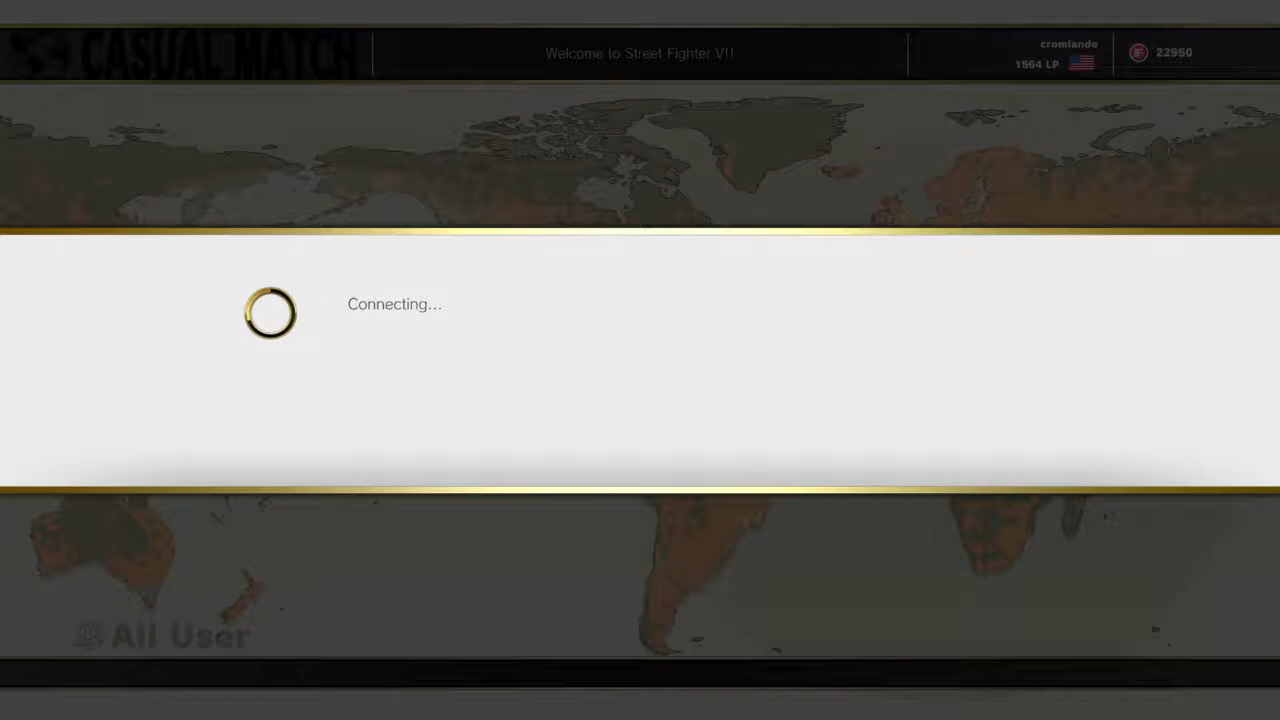 CASUAL MATCH
Welcome to Street Fighter V!!
cromlando
1564 LP
22950
Connecting...
All User